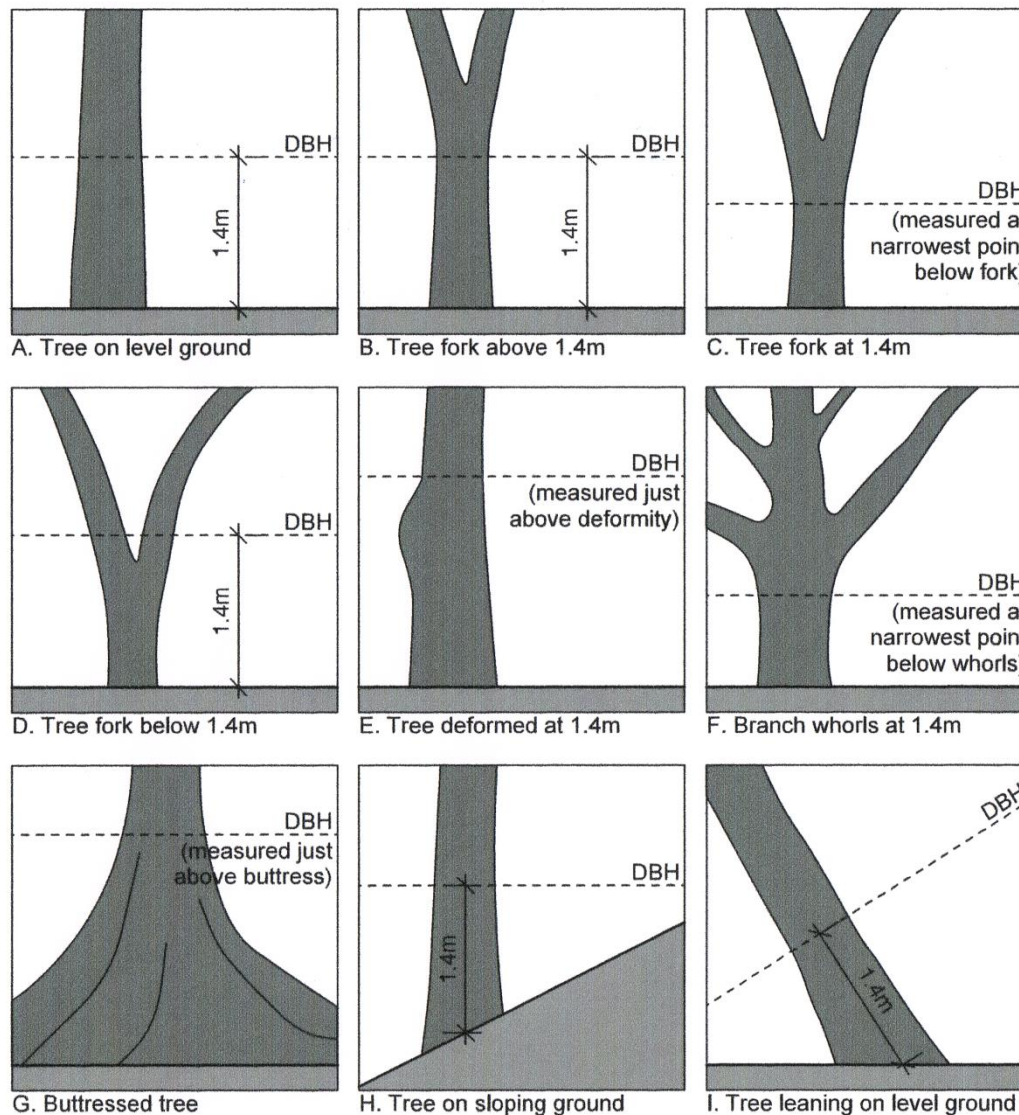 DBH
1.4m
A. Tree on level ground
DBH
1.4m
B. Tree fork above 1.4m
DBH
(measured a
narrowest poin
below fork)
C. Tree fork at 1.4m
DBH
1.4m
D. Tree fork below 1.4m
DBH
(measured just
above deformity)
E. Tree deformed at 1.4m
DBH
(measured a
narrowest poin
below whorls)
F. Branch whorls at 1.4m
DBH
(measured just
above buttress)
G. Buttressed tree
DBH
1.4m
H. Tree on sloping ground
DBH
1.4m
I. Tree leaning on level ground